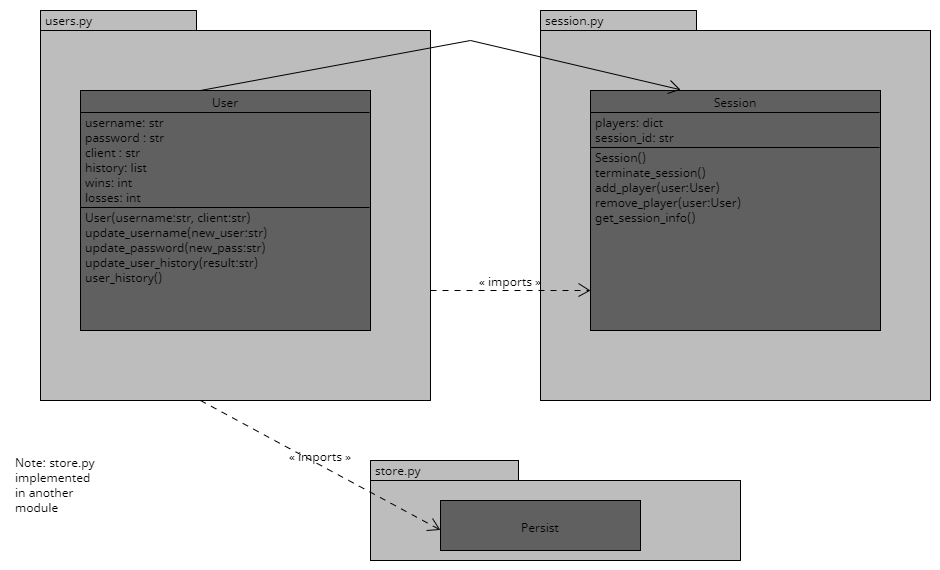 users.py
session.py
User
username: str
password : str
client : str
history: list
wins: int
losses: int
User(username:str, client:str)
update_username(new_user:str)
update_password(new_pass:str)
update_user_history(result:str)
user_history()
Session
players: dict
session_id: str
Session()
terminate_session()
add_player(user:User)
remove_player(user:User)
get_session_info()
« imports »
« imports »
Note: store.py
implemented
in another
module
store.py
Persist